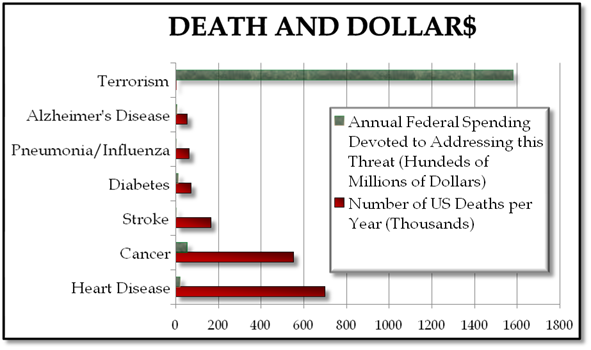 DEATH AND DOLLAR$
Terrorism
Alzheimer's Disease
Pneumonia/Influenza
Diabetes
Stroke
Cancer
Heart Disease
Annual Federal Spending
Devoted to Addressing this
Threat (Hundeds of
Millions of Dollars)
Number of US Deaths per
Year (Thousands)
0 200 400 600 800 1000 1200 1400 1600 1800